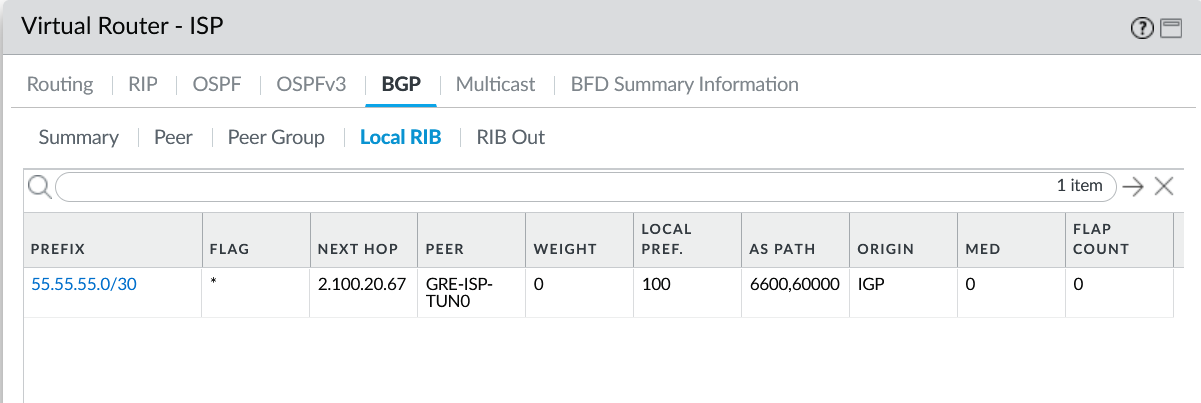 Virtual Router - ISP
Routing RIP OSPF OSPFv3 BGP Multicast BFD Summary Information
Summary Peer Peer Group Local RIB RIB Out
1 item
PREFIX FLAG NEXT HOP PEER WEIGHT LOCAL PREF. AS PATH ORIGIN MED FLAP COUNT
55.55.55.0/30 * 2.100.20.67 GRE-ISP-TUN0 0 100 6600,60000 IGP 0 0